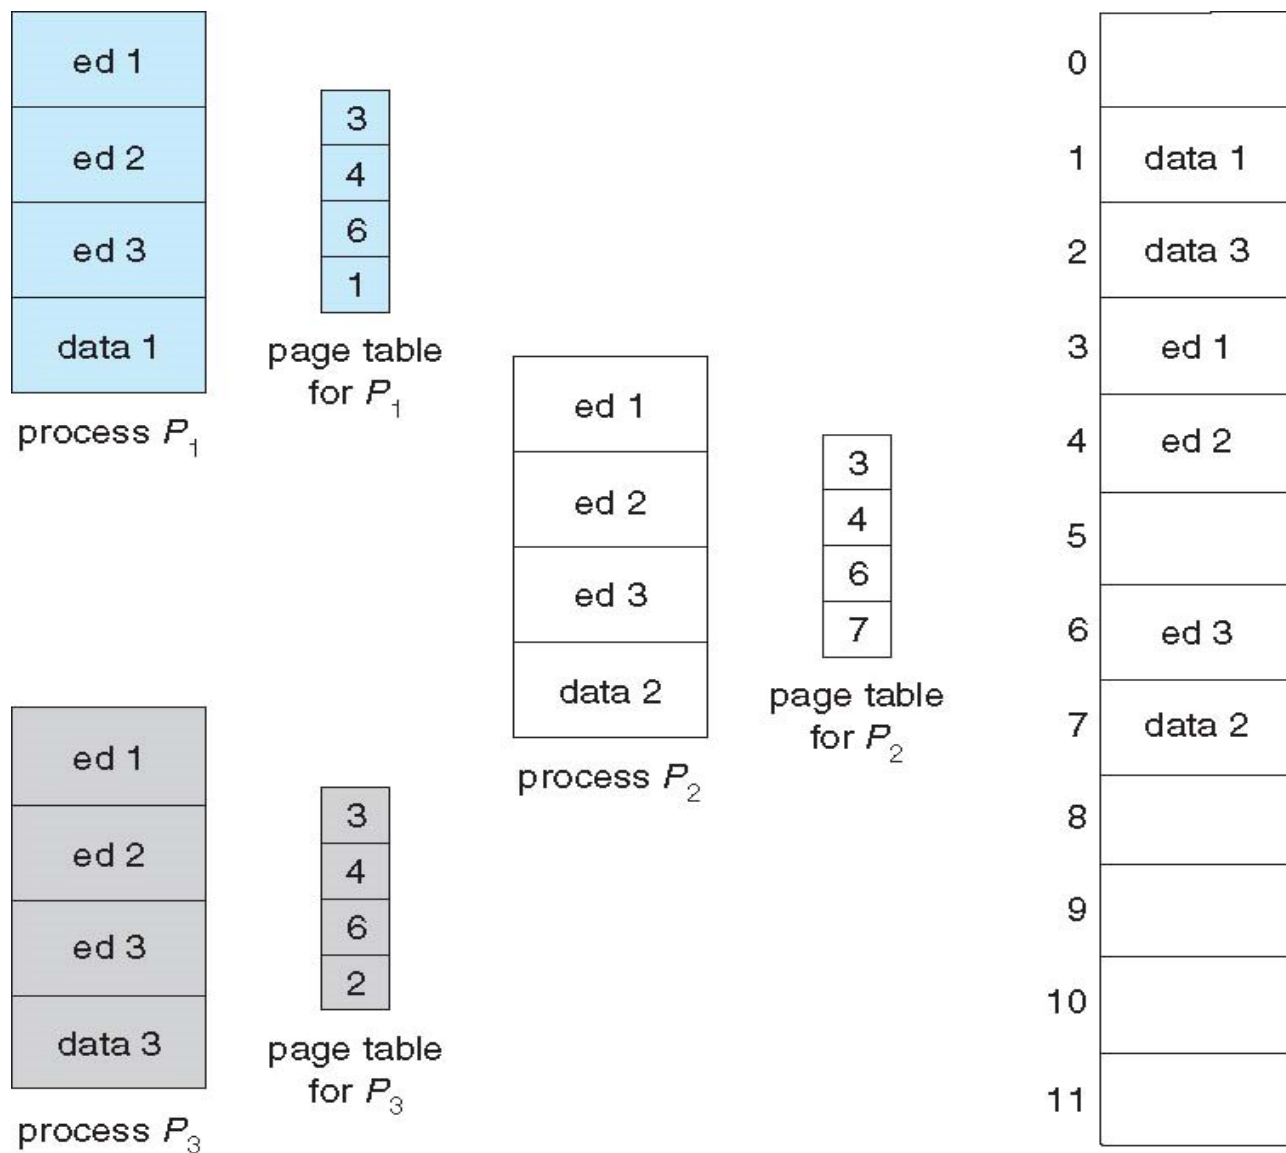 ed 1
ed 2
ed 3
data 1
process P₁
3
4
6
1
page table
for P₁
ed 1
ed 2
ed 3
data 2
process P₂
3
4
6
7
page table
for P₂
ed 1
ed 2
ed 3
data 3
process P₃
3
4
6
2
page table
for P₃
0
1 data 1
2 data 3
3 ed 1
4 ed 2
5
6 ed 3
7 data 2
8
9
10
11